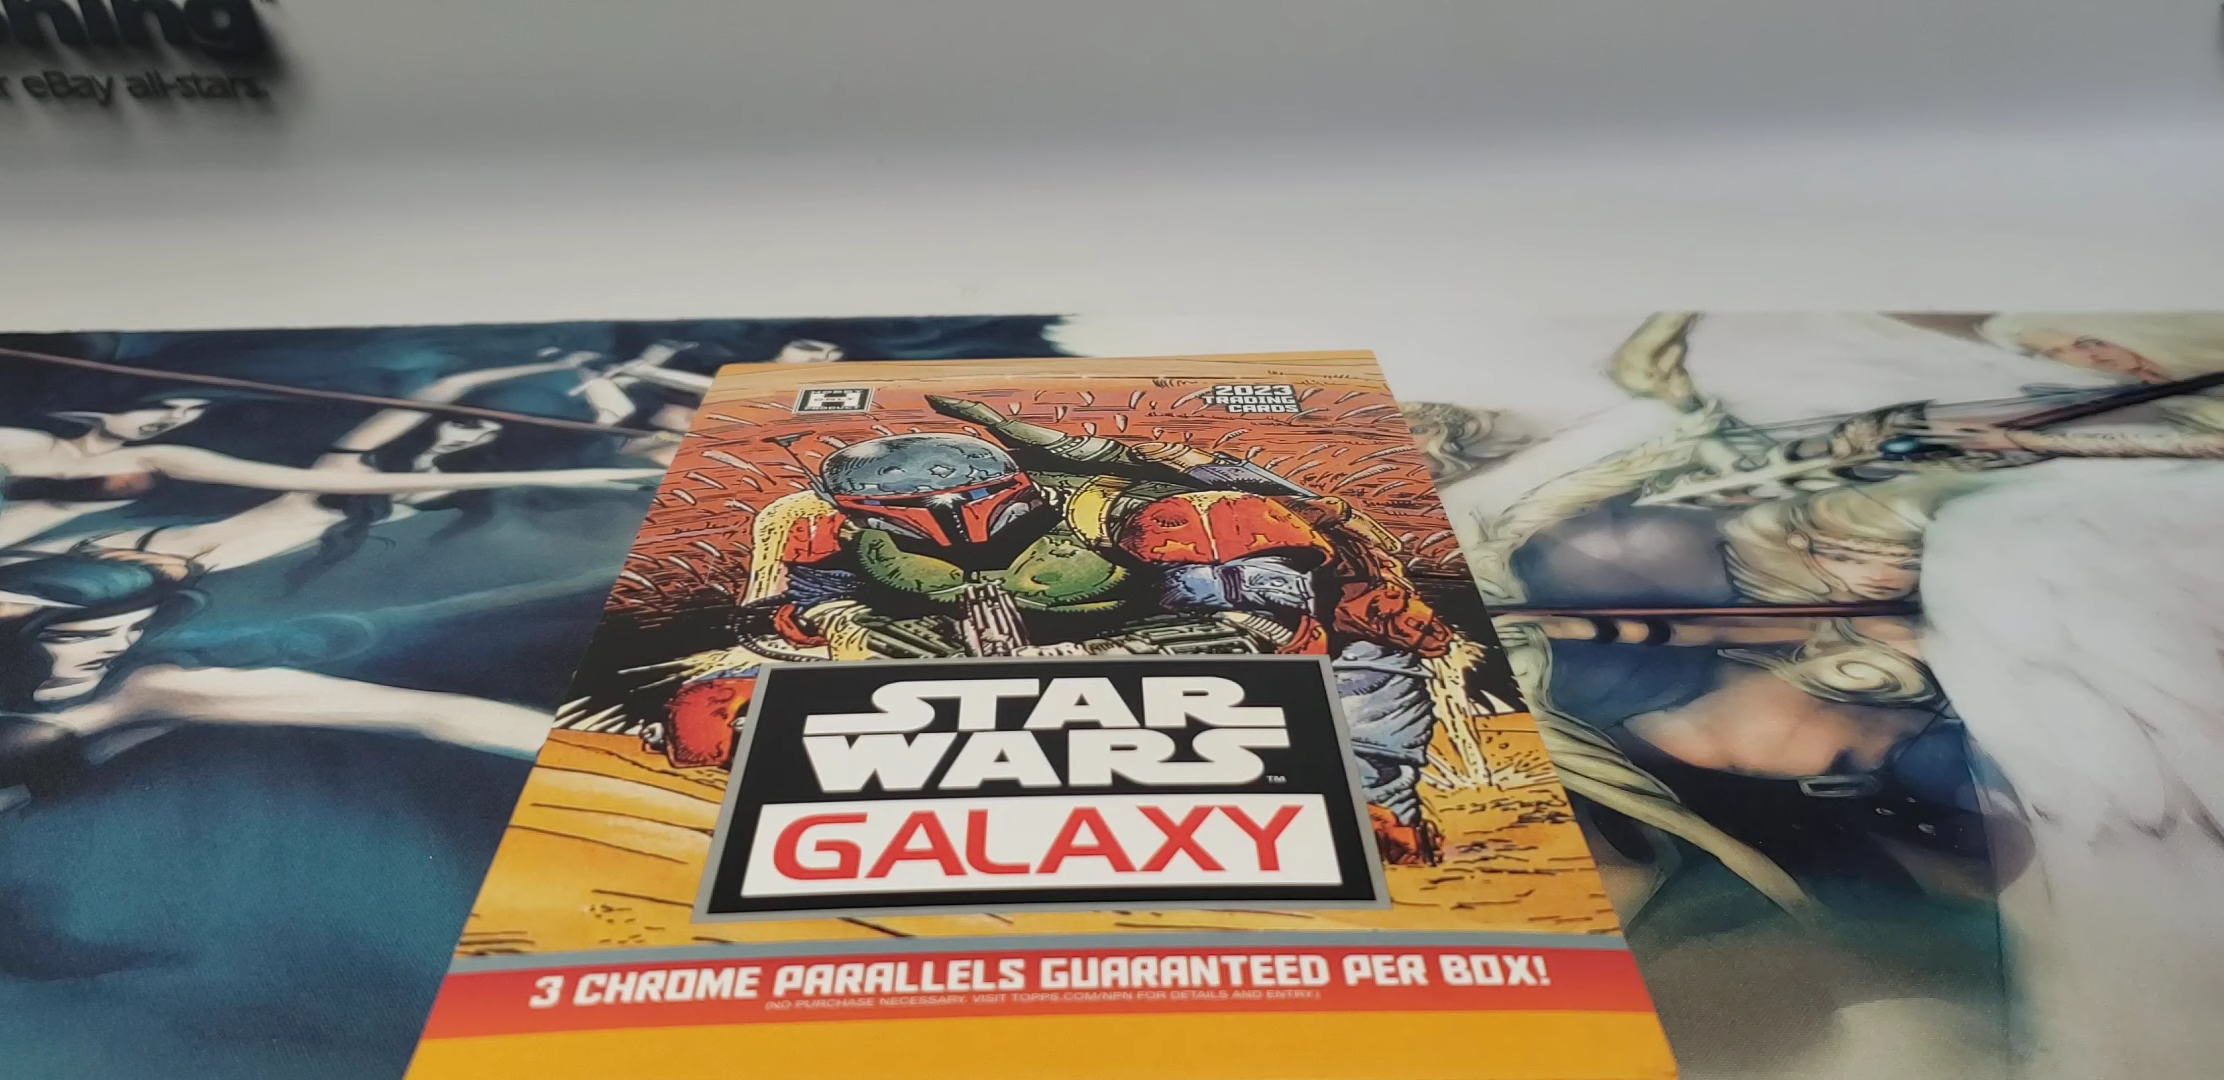 eBay all-stars.
2023
TRADING
CARDS
STAR
WARS
TM
GALAXY
3 CHROME PARALLELS GUARANTEED PER BOX!
(NO PURCHASE NECESSARY. VISIT TOPPS.COM/NPN FOR DETAILS AND ENTRY.)